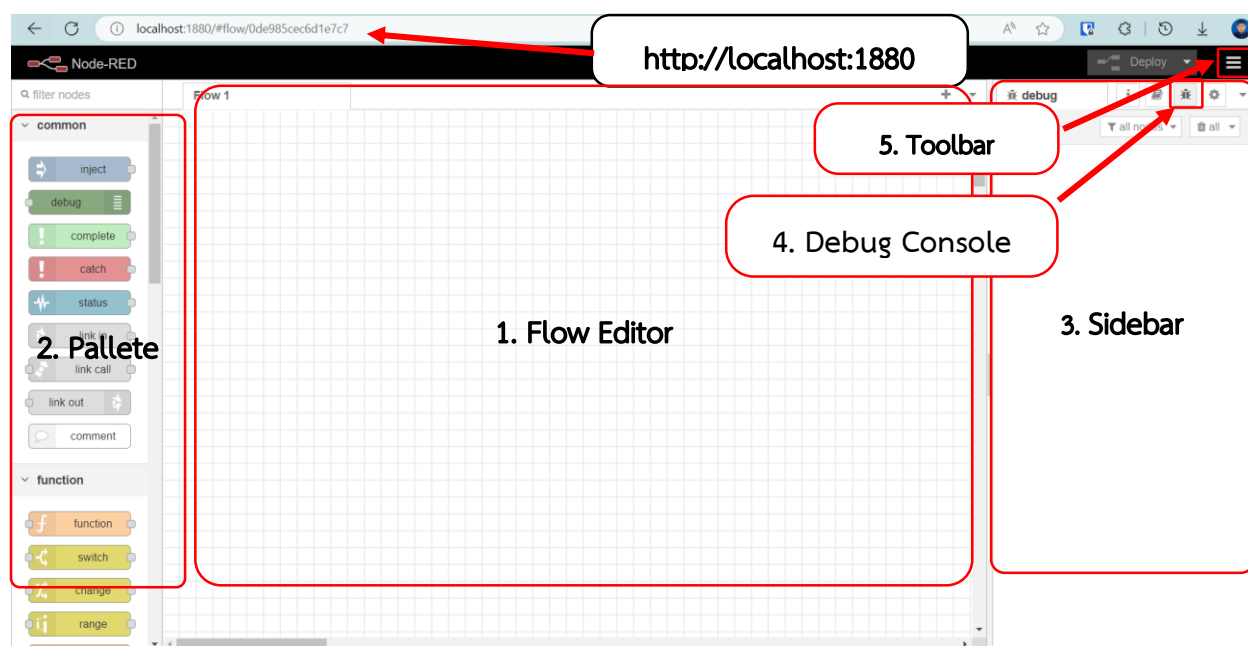 localhost:1880/#flow/0de985cec6d1e7c7
http://localhost:1880
Node-RED
Deploy
filter nodes
Flow 1
debug
i
all nodes
all
5. Toolbar
4. Debug Console
3. Sidebar
1. Flow Editor
2. Pallete
common
inject
debug
complete
catch
status
link in
link call
link out
comment
function
function
switch
change
range